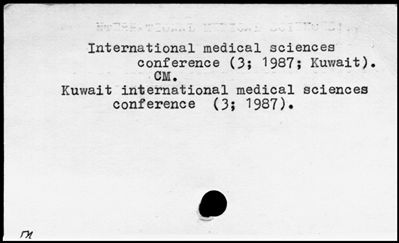 International medical sciences
conference (3; 1987; Kuwait).
CM.
Kuwait international medical sciences
conference (3; 1987).